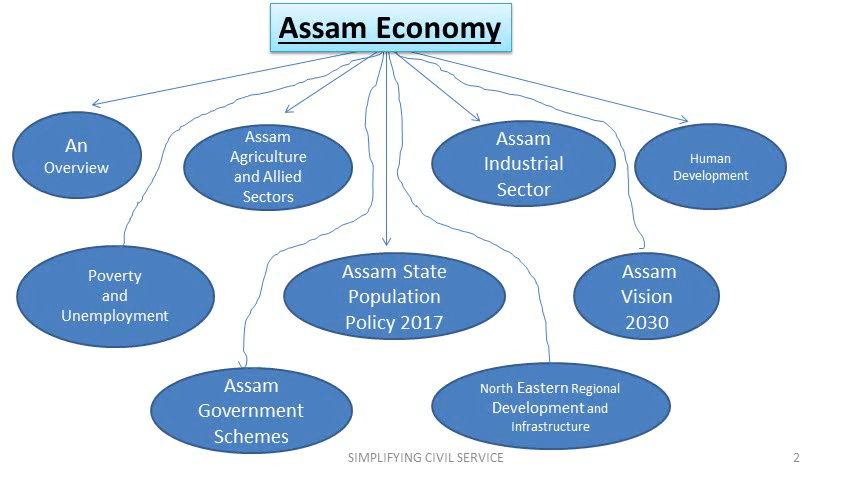 Assam Economy
An
Overview
Assam
Agriculture
and Allied
Sectors
Assam
Industrial
Sector
Human
Development
Poverty
and
Unemployment
Assam State
Population
Policy 2017
Assam
Vision
2030
Assam
Government
Schemes
North Eastern Regional
Development and
Infrastructure
SIMPLIFYING CIVIL SERVICE
2